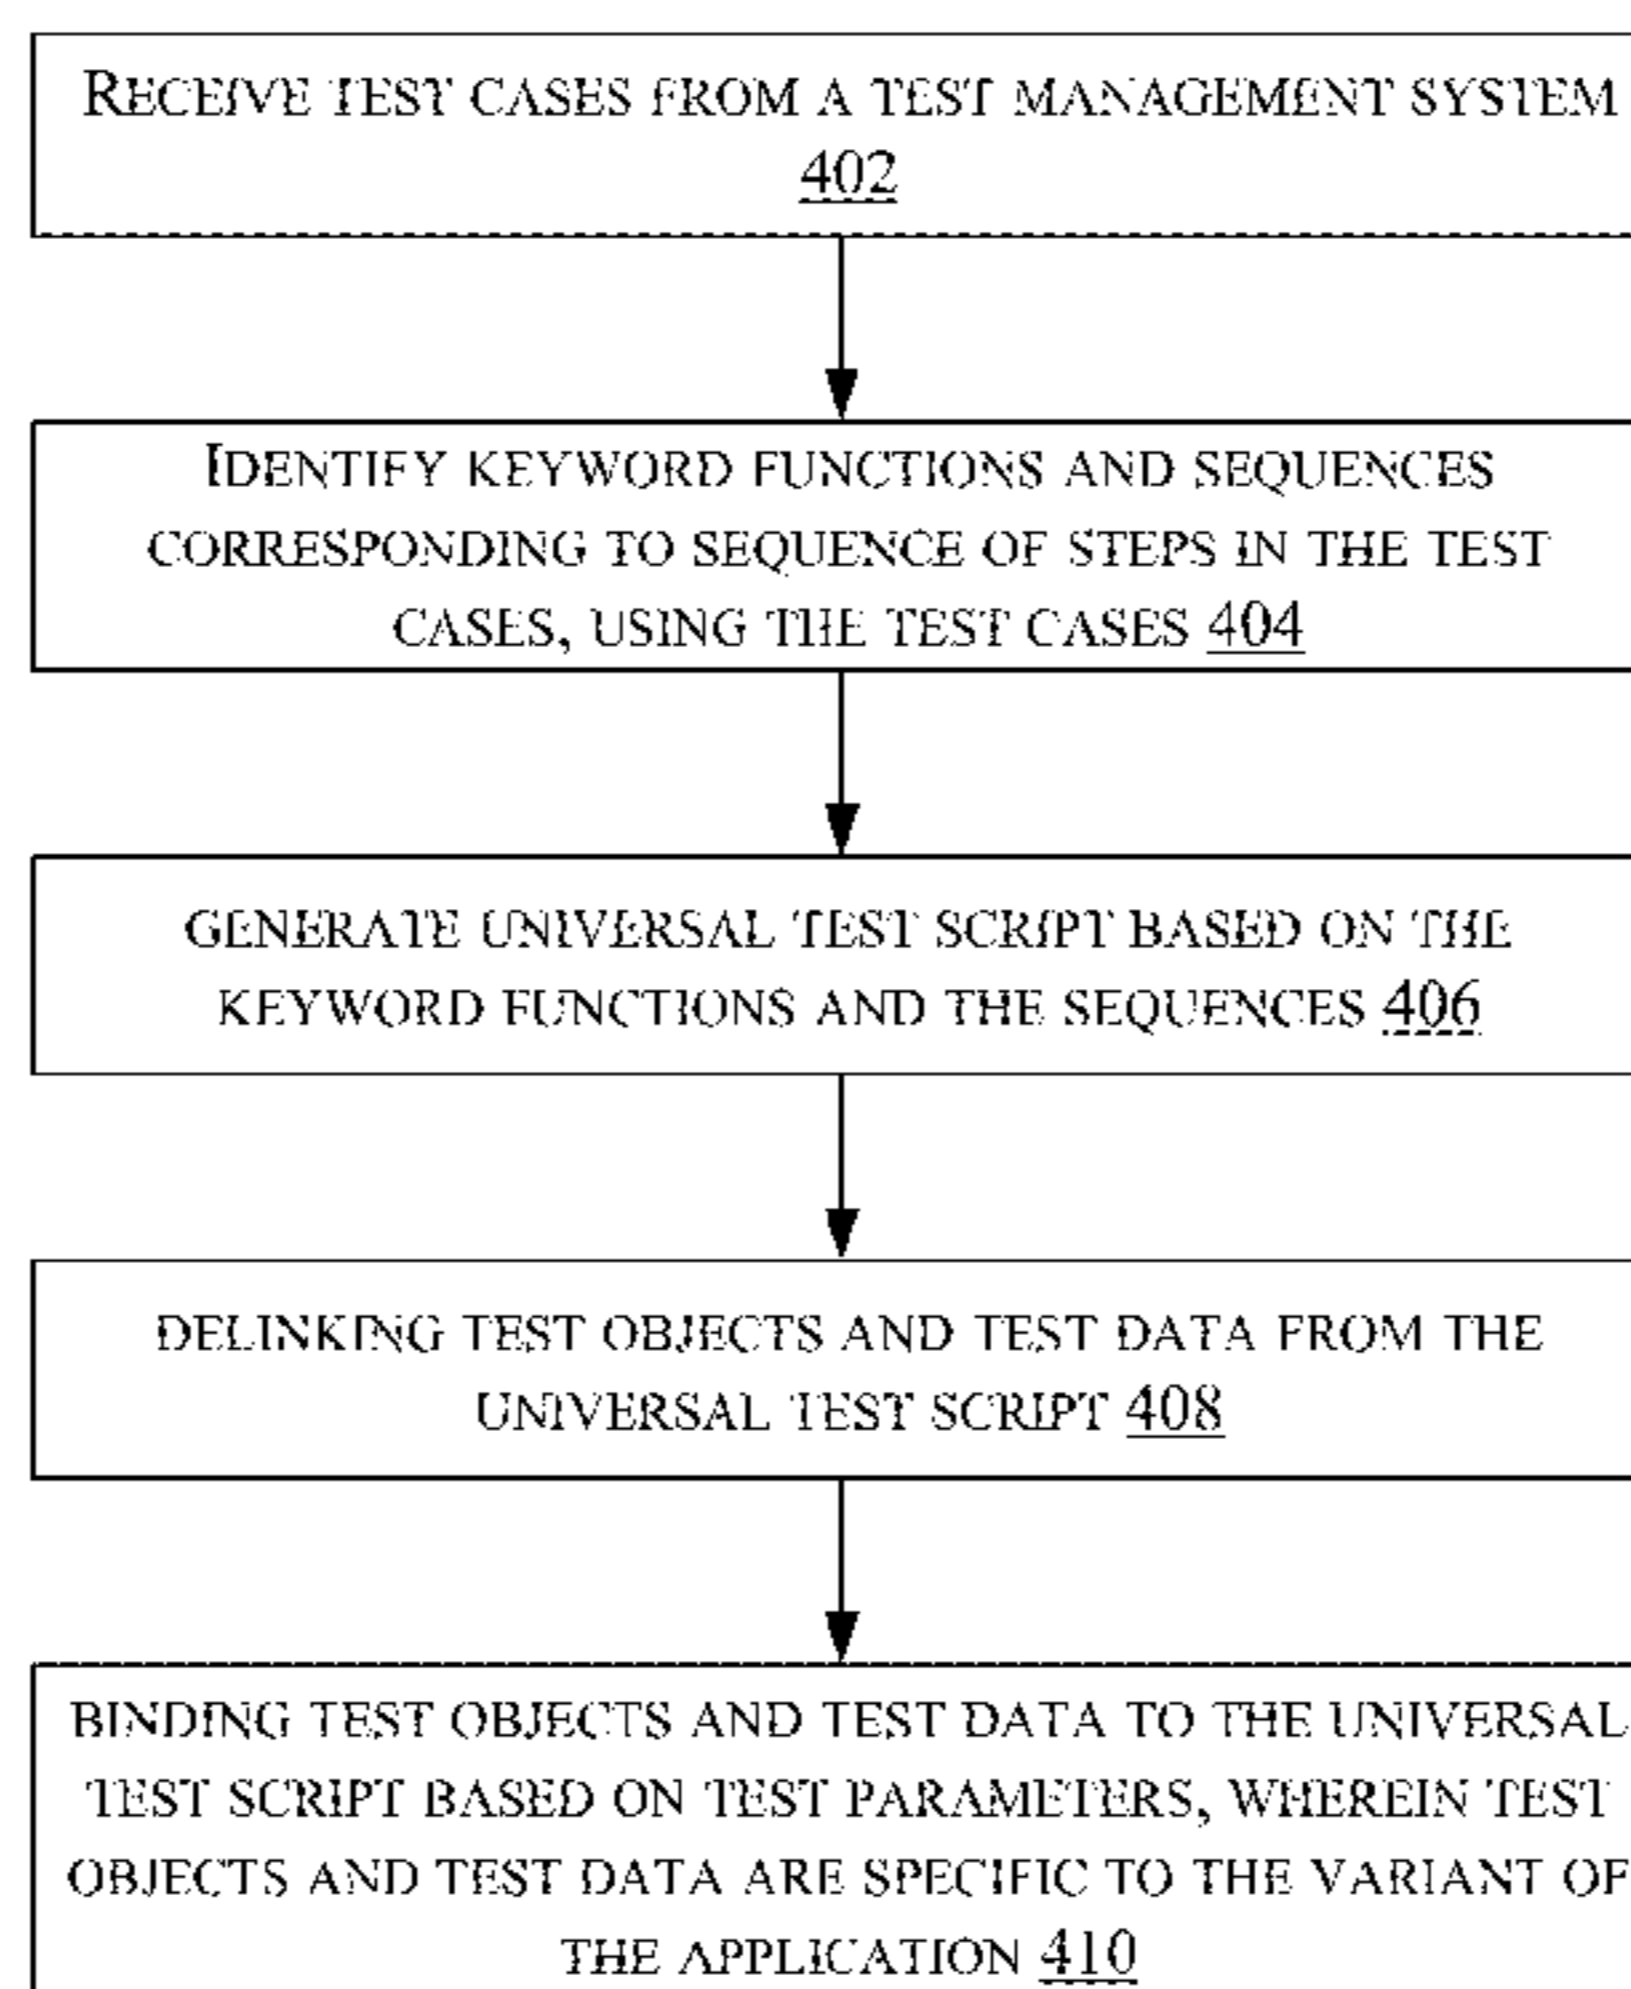 RECEIVE TEST CASES FROM A TEST MANAGEMENT SYSTEM
402
IDENTIFY KEYWORD FUNCTIONS AND SEQUENCES
CORRESPONDING TO SEQUENCE OF STEPS IN THE TEST
CASES, USING THE TEST CASES 404
GENERATE UNIVERSAL TEST SCRIPT BASED ON THE
KEYWORD FUNCTIONS AND THE SEQUENCES 406
DELINKING TEST OBJECTS AND TEST DATA FROM THE
UNIVERSAL TEST SCRIPT 408
BINDING TEST OBJECTS AND TEST DATA TO THE UNIVERSAL
TEST SCRIPT BASED ON TEST PARAMETERS, WHEREIN TEST
OBJECTS AND TEST DATA ARE SPECIFIC TO THE VARIANT OF
THE APPLICATION 410